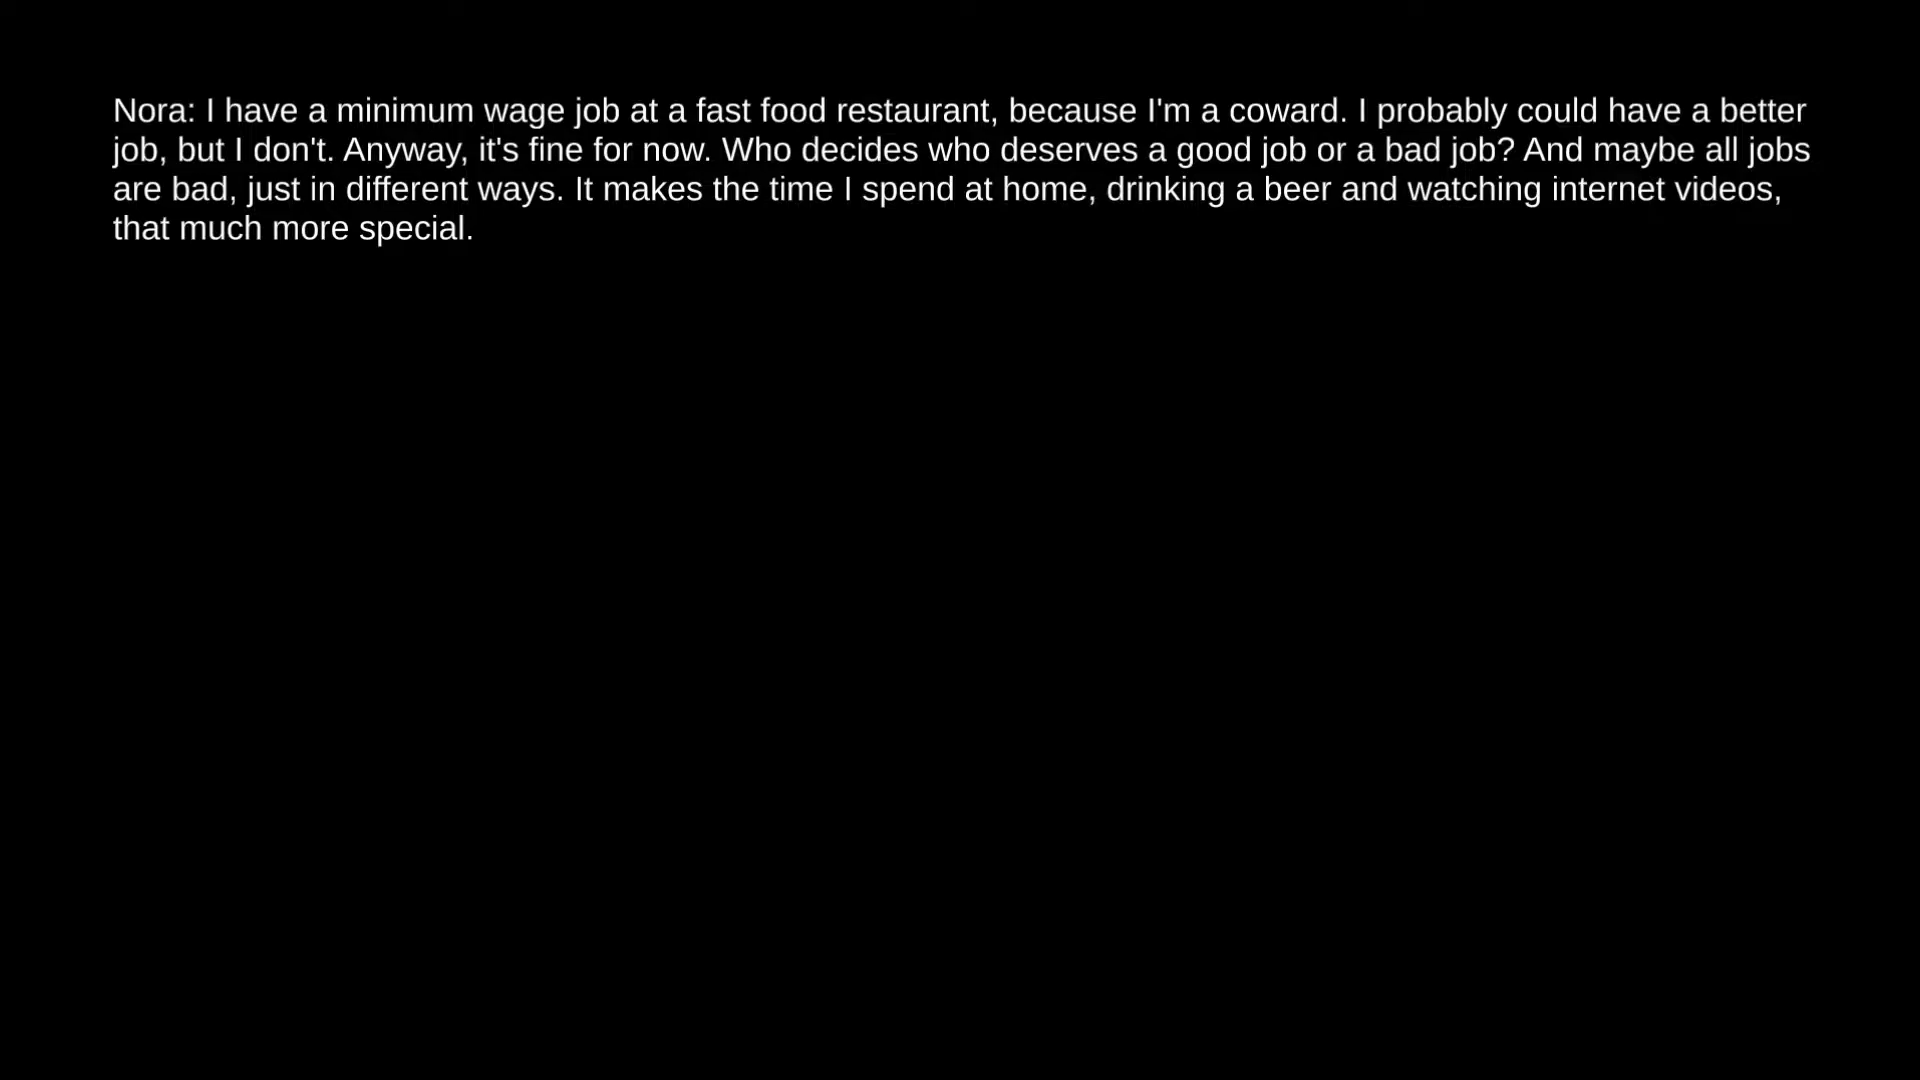 Nora: I have a minimum wage job at a fast food restaurant, because I'm a coward. I probably could have a better
job, but I don't. Anyway, it's fine for now. Who decides who deserves a good job or a bad job? And maybe all jobs
are bad, just in different ways. It makes the time I spend at home, drinking a beer and watching internet videos,
that much more special.